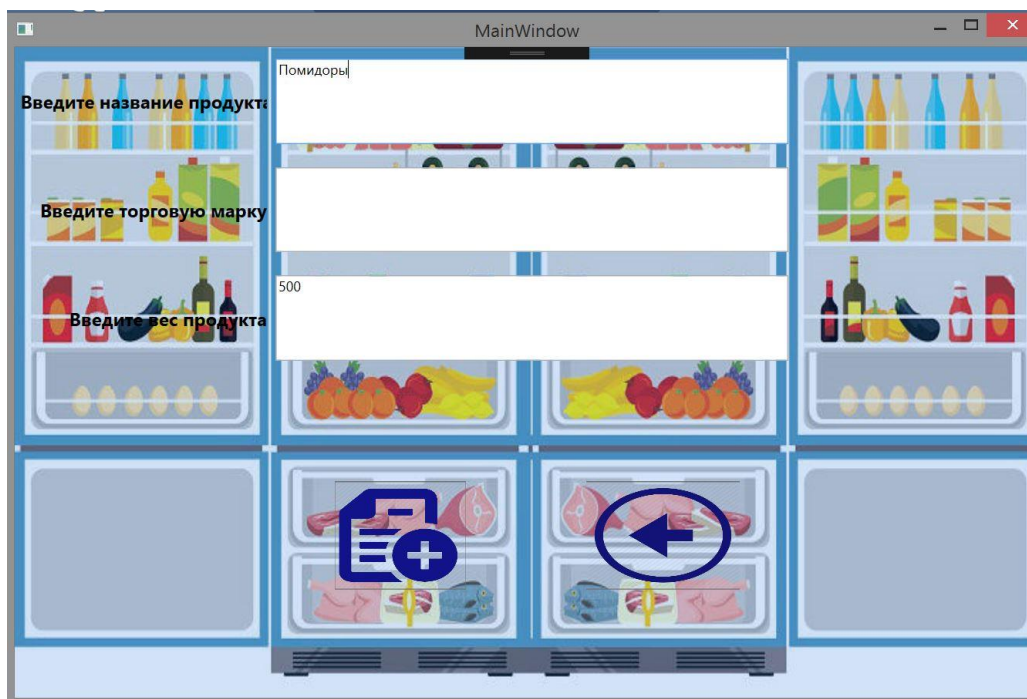 MainWindow
Введите название продукта
Помидоры
Введите торговую марку
Введите вес продукта
500